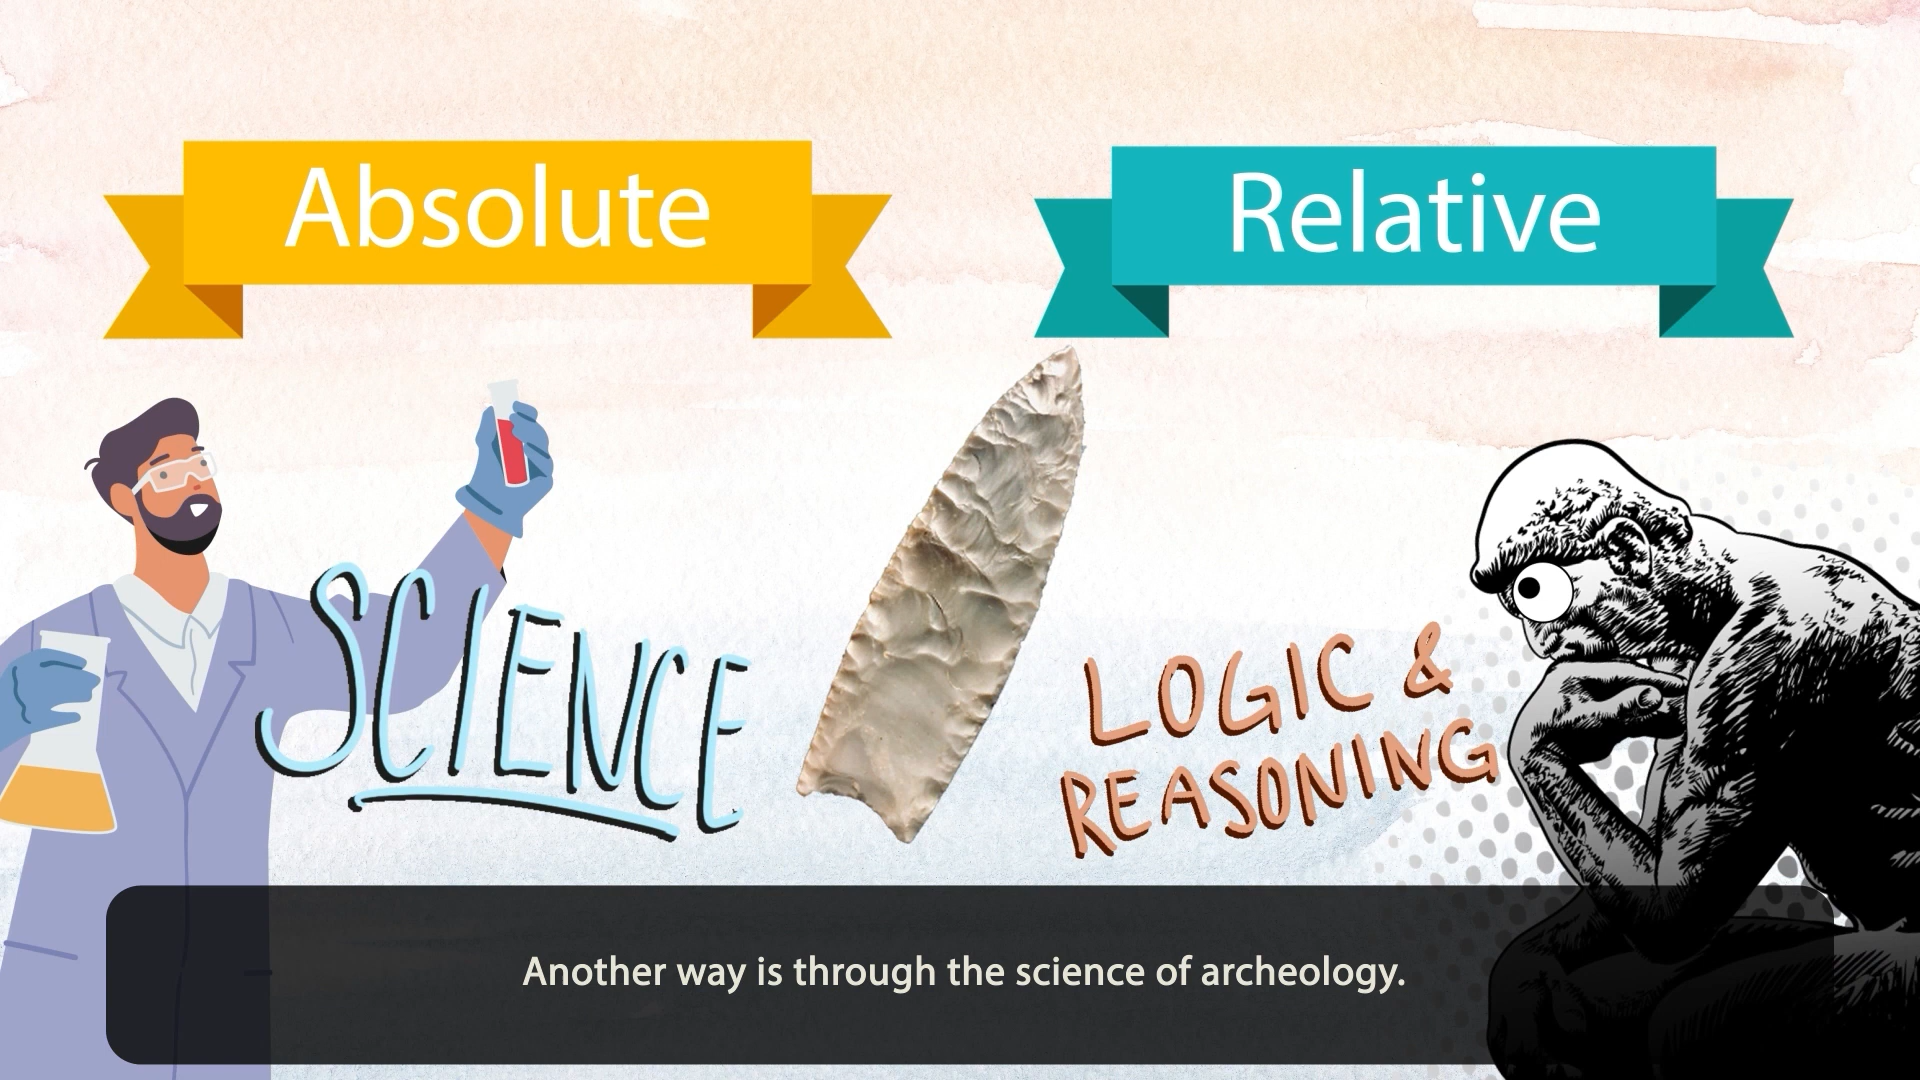 Absolute
Relative
SCIENCE
LOGIC &
REASONING
Another way is through the science of archeology.